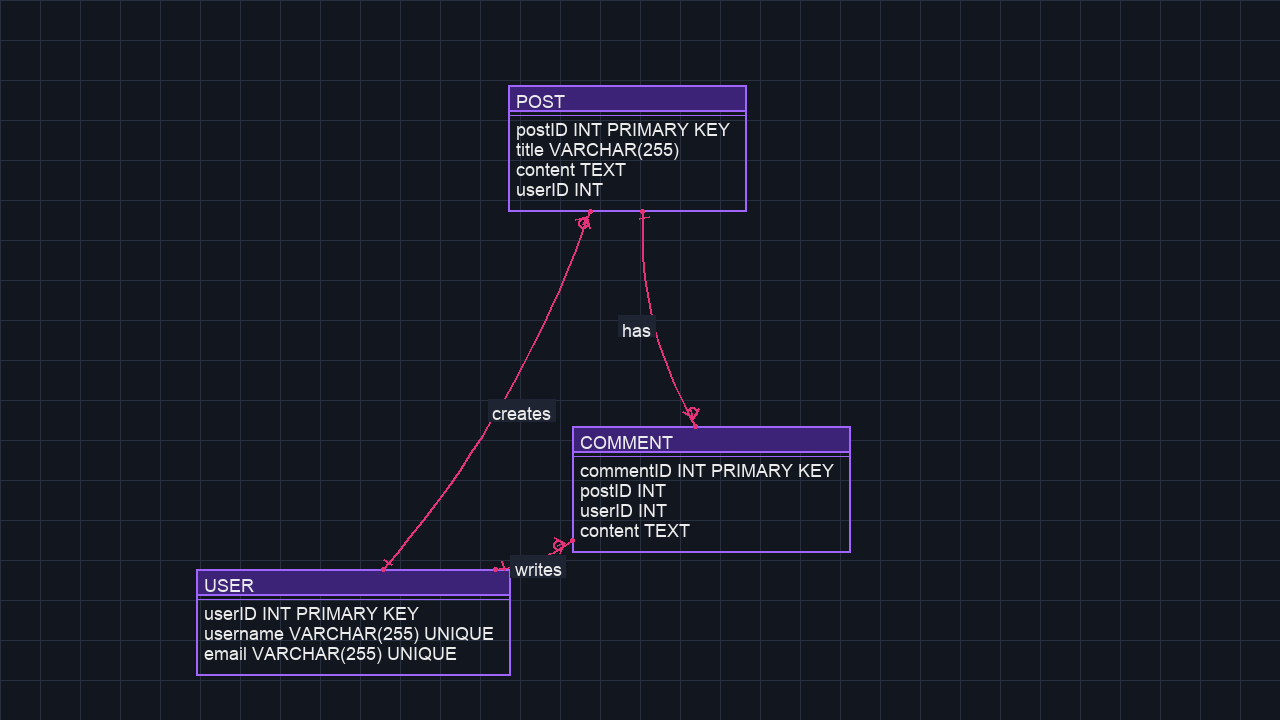 POST
postID INT PRIMARY KEY
title VARCHAR(255)
content TEXT
userID INT
has
creates
COMMENT
commentID INT PRIMARY KEY
postID INT
userID INT
content TEXT
writes
USER
userID INT PRIMARY KEY
username VARCHAR(255) UNIQUE
email VARCHAR(255) UNIQUE